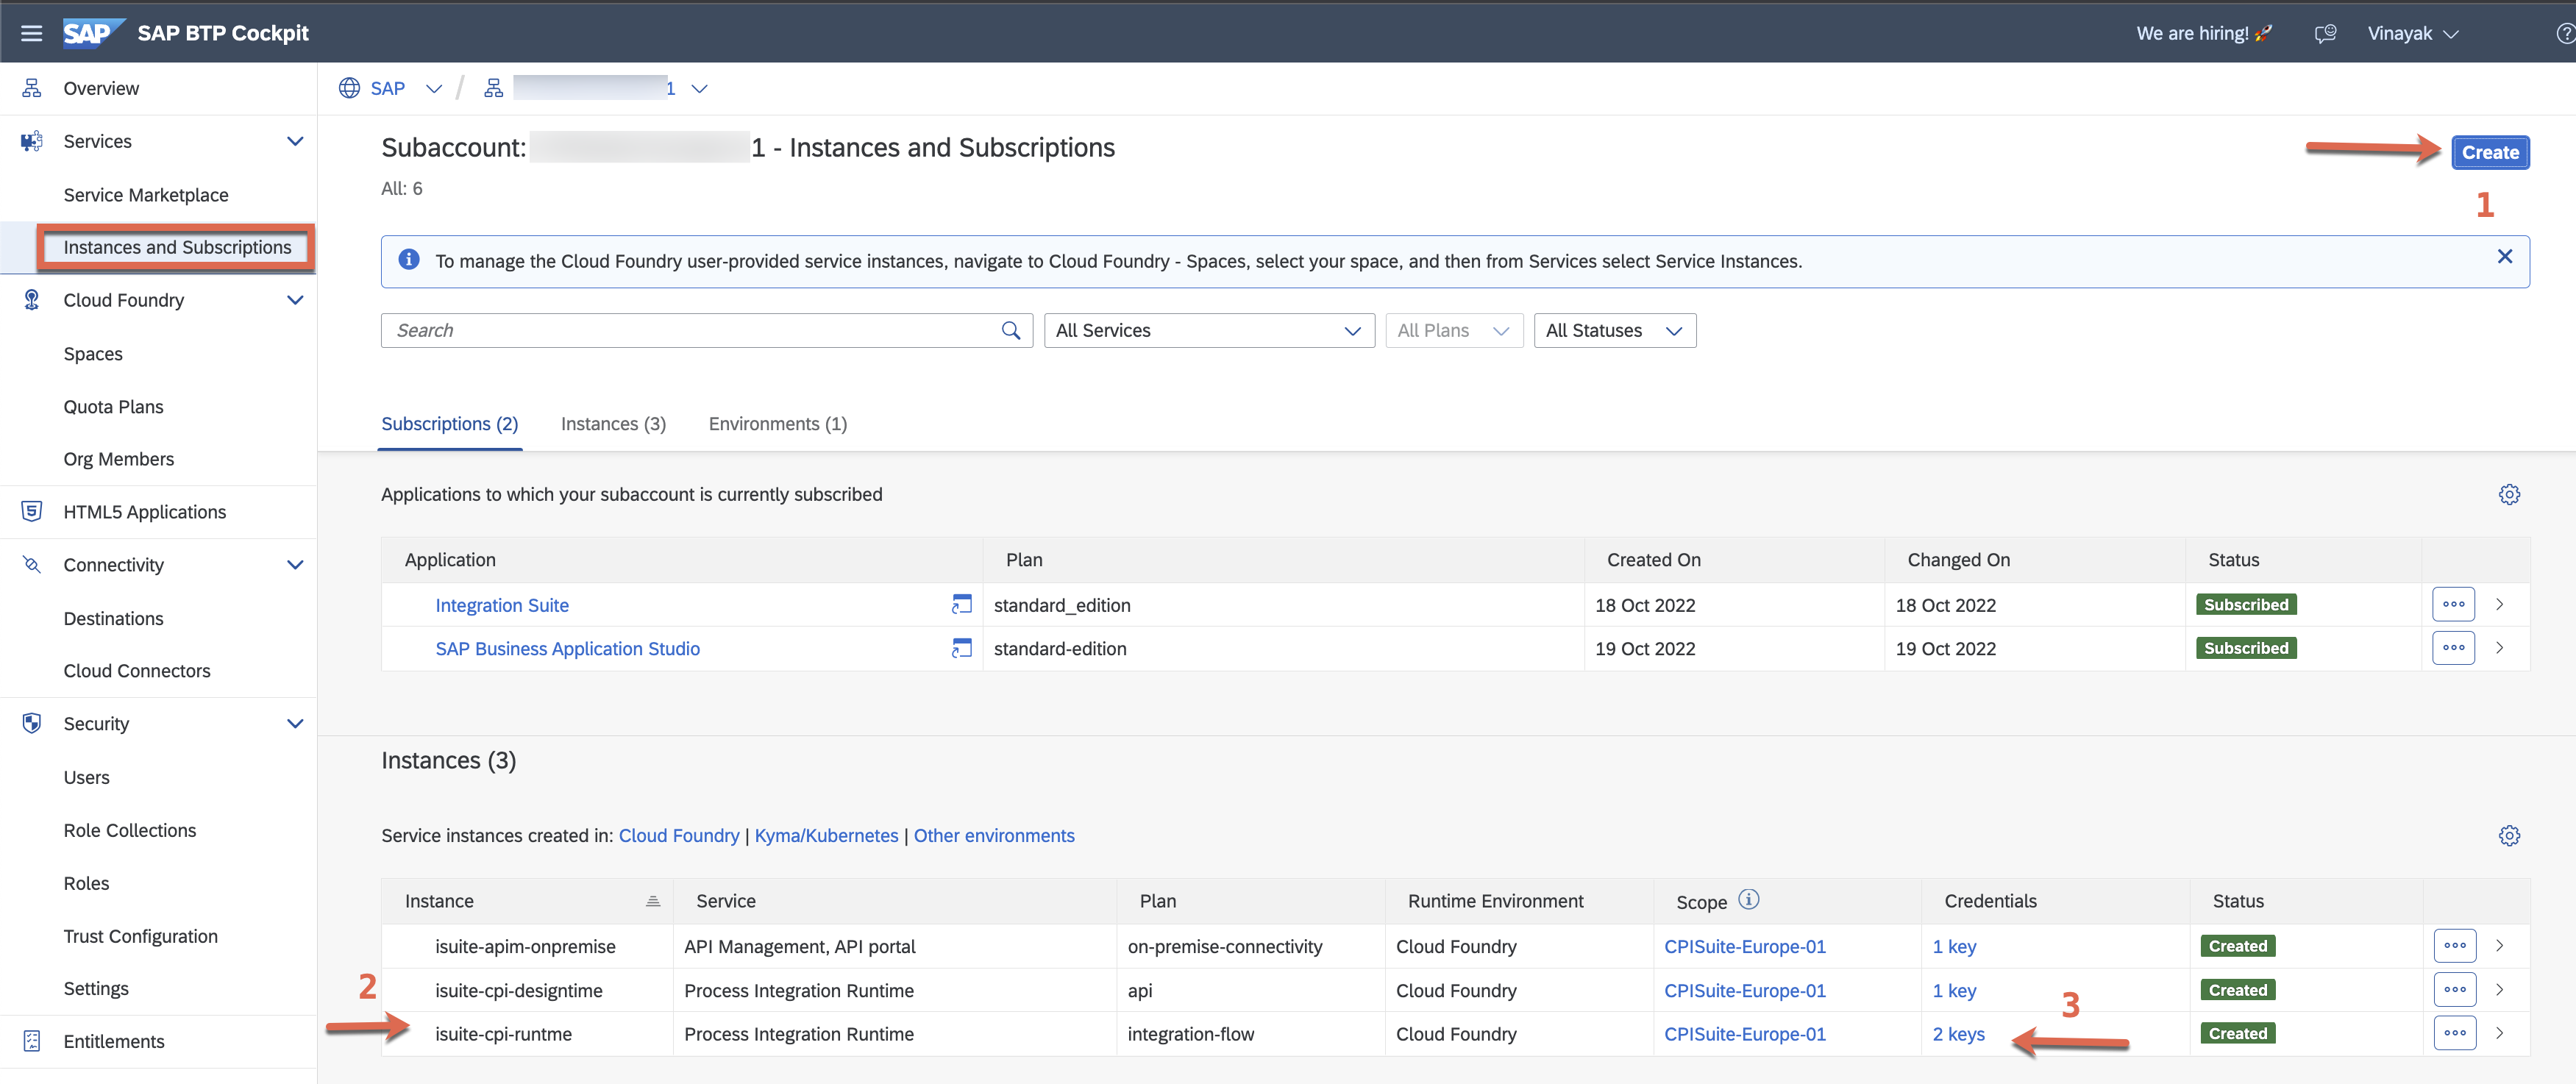 SAP SAP BTP Cockpit We are hiring! 🚀 Vinayak
Overview
Services
Service Marketplace
Instances and Subscriptions
Cloud Foundry
Spaces
Quota Plans
Org Members
HTML5 Applications
Connectivity
Destinations
Cloud Connectors
Security
Users
Role Collections
Roles
Trust Configuration
Settings
Entitlements
SAP / 1
Subaccount: 1 - Instances and Subscriptions
Create
1
All: 6
To manage the Cloud Foundry user-provided service instances, navigate to Cloud Foundry - Spaces, select your space, and then from Services select Service Instances.
Search All Services All Plans All Statuses
Subscriptions (2) Instances (3) Environments (1)
Applications to which your subaccount is currently subscribed
Application Plan Created On Changed On Status
Integration Suite standard_edition 18 Oct 2022 18 Oct 2022 Subscribed
SAP Business Application Studio standard-edition 19 Oct 2022 19 Oct 2022 Subscribed
Instances (3)
Service instances created in: Cloud Foundry | Kyma/Kubernetes | Other environments
Instance Service Plan Runtime Environment Scope Credentials Status
isuite-apim-onpremise API Management, API portal on-premise-connectivity Cloud Foundry CPISuite-Europe-01 1 key Created
2
isuite-cpi-designtime Process Integration Runtime api Cloud Foundry CPISuite-Europe-01 1 key Created
3
isuite-cpi-runtme Process Integration Runtime integration-flow Cloud Foundry CPISuite-Europe-01 2 keys Created